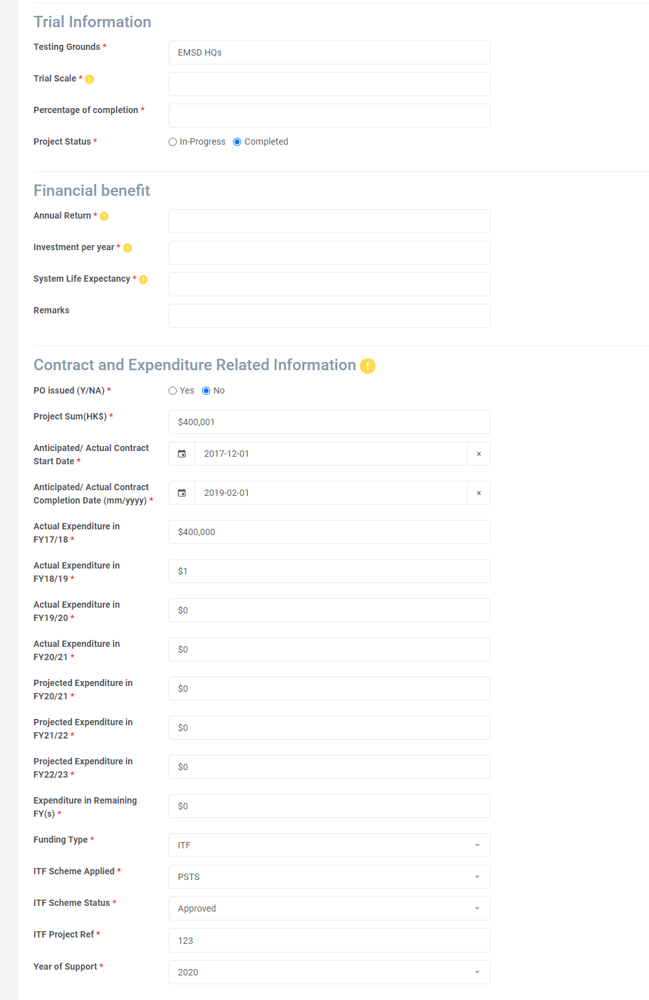 Trial Information
Testing Grounds *
EMSD HQs
Trial Scale * !
Percentage of completion *
Project Status *
In-Progress Completed
Financial benefit
Annual Return * !
Investment per year * !
System Life Expectancy * !
Remarks
Contract and Expenditure Related Information !
PO issued (Y/NA) *
Yes No
Project Sum(HK$) *
$400,001
Anticipated/ Actual Contract
Start Date *
2017-12-01 ×
Anticipated/ Actual Contract
Completion Date (mm/yyyy) *
2019-02-01 ×
Actual Expenditure in
FY17/18 *
$400,000
Actual Expenditure in
FY18/19 *
$1
Actual Expenditure in
FY19/20 *
$0
Actual Expenditure in
FY20/21 *
$0
Projected Expenditure in
FY20/21 *
$0
Projected Expenditure in
FY21/22 *
$0
Projected Expenditure in
FY22/23 *
$0
Expenditure in Remaining
FY(s) *
$0
Funding Type *
ITF
ITF Scheme Applied *
PSTS
ITF Scheme Status *
Approved
ITF Project Ref *
123
Year of Support *
2020